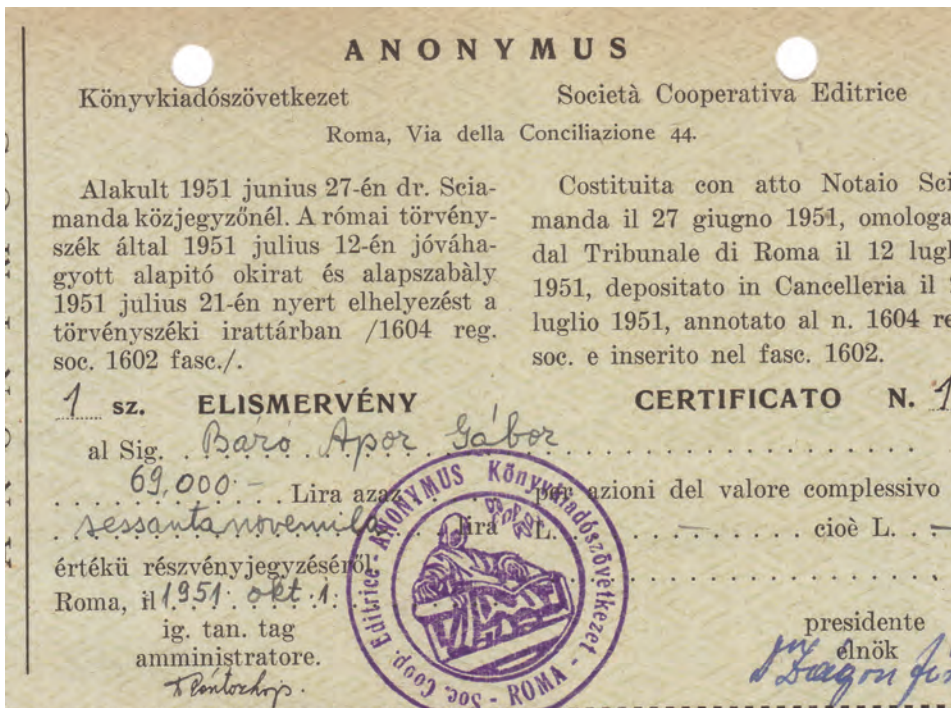 ANONYMUS
Könyvkiadószövetkezet
Società Cooperativa Editrice
Roma, Via della Conciliazione 44.
Alakult 1951 junius 27-én dr. Scia-
manda közjegyzőnél. A római törvény-
szék által 1951 julius 12-én jóváha-
gyott alapitó okirat és alapszabàly
1951 julius 21-én nyert elhelyezést a
törvényszéki irattárban /1604 reg.
soc. 1602 fasc./.
Costituita con atto Notaio Sci
manda il 27 giugno 1951, omologa
dal Tribunale di Roma il 12 lugl
1951, depositato in Cancelleria il
luglio 1951, annotato al n. 1604 re
soc. e inserito nel fasc. 1602.
1 sz. ELISMERVÉNY
CERTIFICATO N. 1
al Sig. Báró Apor Gábor
69,000.- Lira azaz
sessantanovemila lira
értékü részvényjegyzéséről.
Roma, il 1951. okt. 1.
ig. tan. tag
amministratore.
per azioni del valore complessivo
L. — cioè L. —
presidente
elnök
ANONYMUS Könyvkiadószövetkezet - ROMA - Soc. Coop. Editrice